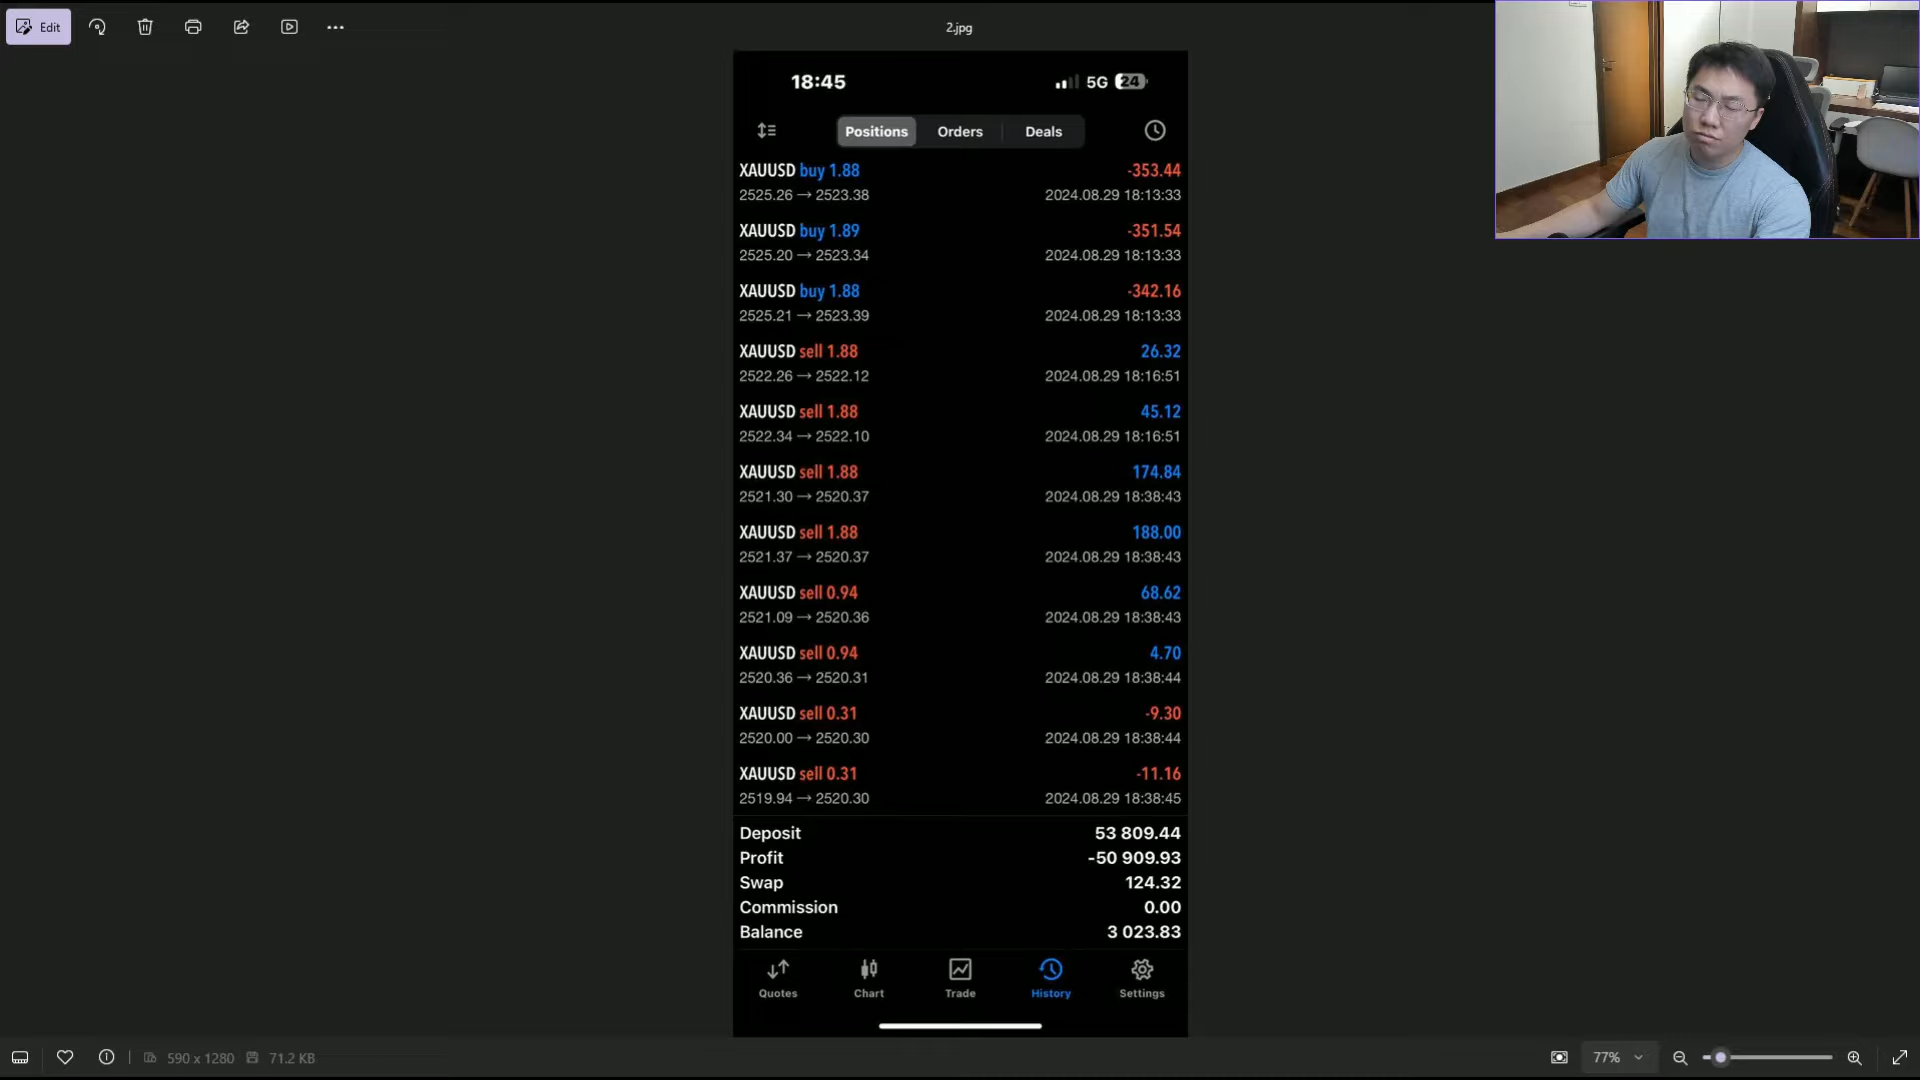 Edit
2.jpg
18:45
5G 24
Positions Orders Deals
XAUUSD buy 1.88 -353.44
2525.26 → 2523.38 2024.08.29 18:13:33
XAUUSD buy 1.89 -351.54
2525.20 → 2523.34 2024.08.29 18:13:33
XAUUSD buy 1.88 -342.16
2525.21 → 2523.39 2024.08.29 18:13:33
XAUUSD sell 1.88 26.32
2522.26 → 2522.12 2024.08.29 18:16:51
XAUUSD sell 1.88 45.12
2522.34 → 2522.10 2024.08.29 18:16:51
XAUUSD sell 1.88 174.84
2521.30 → 2520.37 2024.08.29 18:38:43
XAUUSD sell 1.88 188.00
2521.37 → 2520.37 2024.08.29 18:38:43
XAUUSD sell 0.94 68.62
2521.09 → 2520.36 2024.08.29 18:38:43
XAUUSD sell 0.94 4.70
2520.36 → 2520.31 2024.08.29 18:38:44
XAUUSD sell 0.31 -9.30
2520.00 → 2520.30 2024.08.29 18:38:44
XAUUSD sell 0.31 -11.16
2519.94 → 2520.30 2024.08.29 18:38:45
Deposit 53 809.44
Profit -50 909.93
Swap 124.32
Commission 0.00
Balance 3 023.83
Quotes Chart Trade History Settings
590 x 1280 71.2 KB 77%